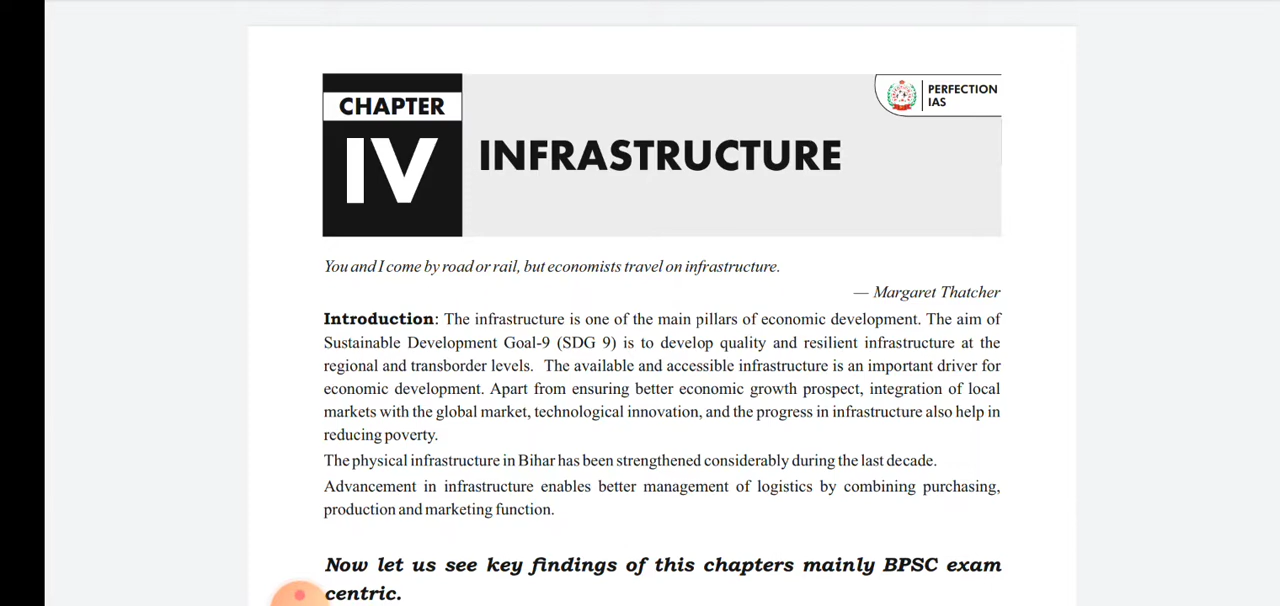 CHAPTER
IV
INFRASTRUCTURE
PERFECTION
IAS
You and I come by road or rail, but economists travel on infrastructure.
— Margaret Thatcher
Introduction: The infrastructure is one of the main pillars of economic development. The aim of
Sustainable Development Goal-9 (SDG 9) is to develop quality and resilient infrastructure at the
regional and transborder levels. The available and accessible infrastructure is an important driver for
economic development. Apart from ensuring better economic growth prospect, integration of local
markets with the global market, technological innovation, and the progress in infrastructure also help in
reducing poverty.
The physical infrastructure in Bihar has been strengthened considerably during the last decade.
Advancement in infrastructure enables better management of logistics by combining purchasing,
production and marketing function.
Now let us see key findings of this chapters mainly BPSC exam
centric.